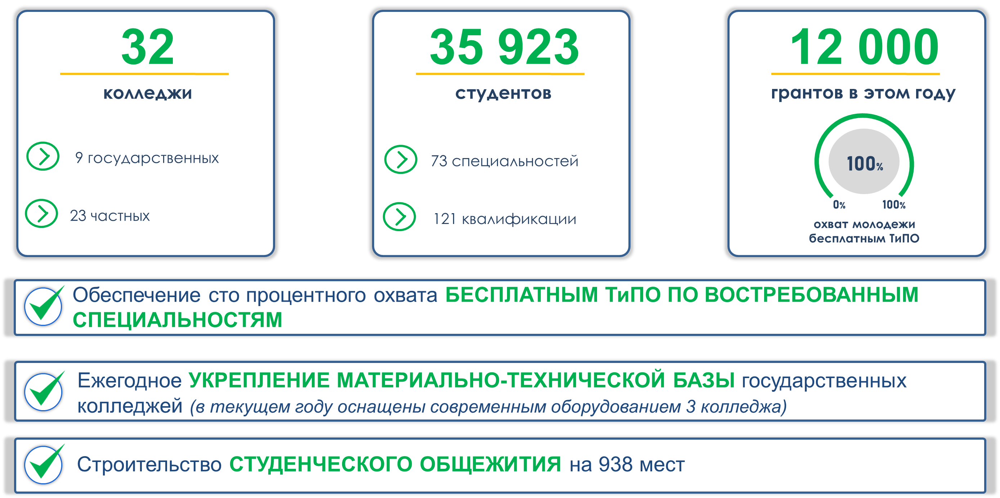 32
колледжи
9 государственных
23 частных
35 923
студентов
73 специальностей
121 квалификации
12 000
грантов в этом году
100%
0%
100%
охват молодежи
бесплатным ТиПО
Обеспечение сто процентного охвата БЕСПЛАТНЫМ ТиПО ПО ВОСТРЕБОВАННЫМ
СПЕЦИАЛЬНОСТЯМ
Ежегодное УКРЕПЛЕНИЕ МАТЕРИАЛЬНО-ТЕХНИЧЕСКОЙ БАЗЫ государственных
колледжей (в текущем году оснащены современным оборудованием 3 колледжа)
Строительство СТУДЕНЧЕСКОГО ОБЩЕЖИТИЯ на 938 мест